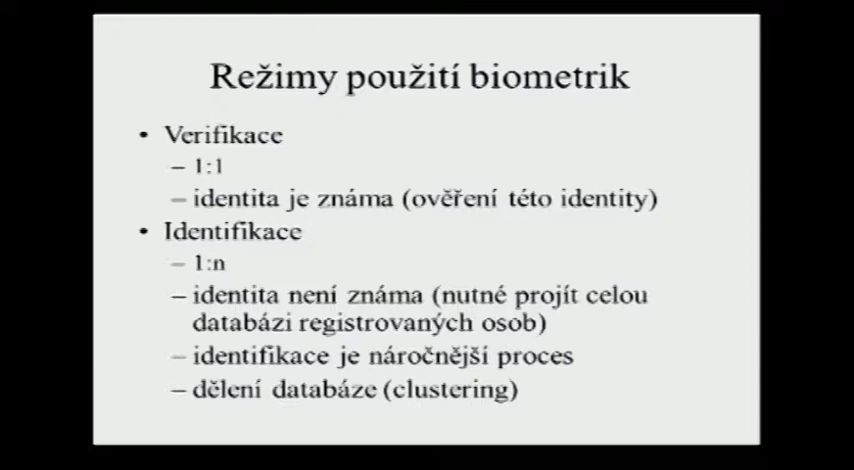 Režimy použití biometrik
• Verifikace
– 1:1
– identita je známa (ověření této identity)
• Identifikace
– 1:n
– identita není známa (nutné projít celou
databázi registrovaných osob)
– identifikace je náročnější proces
– dělení databáze (clustering)